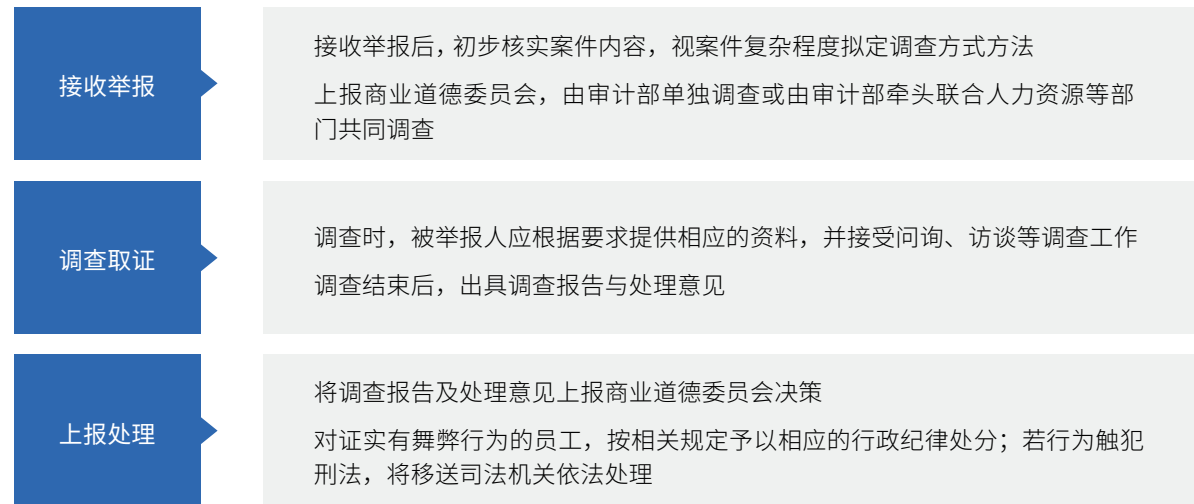 接收举报
接收举报后，初步核实案件内容，视案件复杂程度拟定调查方式方法
上报商业道德委员会，由审计部单独调查或由审计部牵头联合人力资源等部
门共同调查
调查取证
调查时，被举报人应根据要求提供相应的资料，并接受问询、访谈等调查工作
调查结束后，出具调查报告与处理意见
上报处理
将调查报告及处理意见上报商业道德委员会决策
对证实有舞弊行为的员工，按相关规定予以相应的行政纪律处分；若行为触犯
刑法，将移送司法机关依法处理